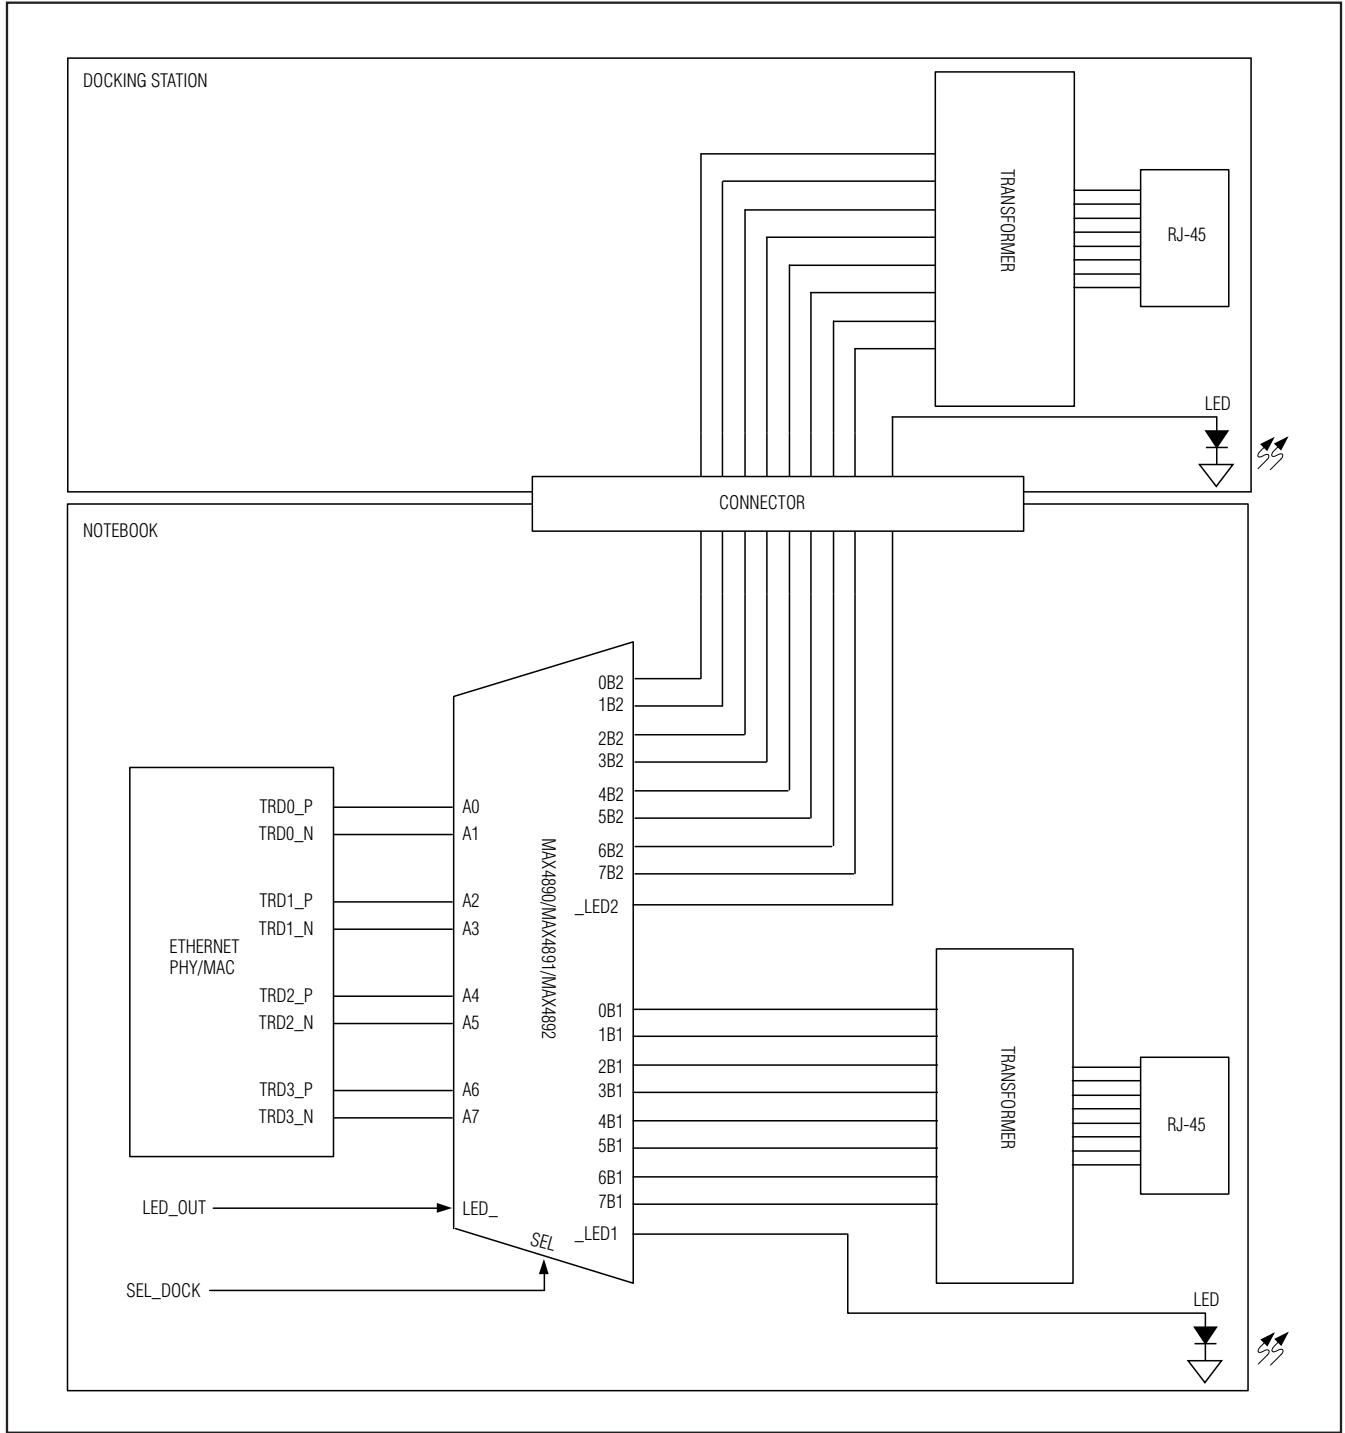 DOCKING STATION
TRANSFORMER
RJ-45
LED
CONNECTOR
NOTEBOOK
0B2
1B2
2B2
3B2
4B2
5B2
6B2
7B2
_LED2
TRD0_P
TRD0_N
TRD1_P
TRD1_N
ETHERNET
PHY/MAC
TRD2_P
TRD2_N
TRD3_P
TRD3_N
A0
A1
A2
A3
A4
A5
A6
A7
MAX4890/MAX4891/MAX4892
0B1
1B1
2B1
3B1
4B1
5B1
6B1
7B1
_LED1
TRANSFORMER
RJ-45
LED_OUT
LED_
SEL
SEL_DOCK
LED